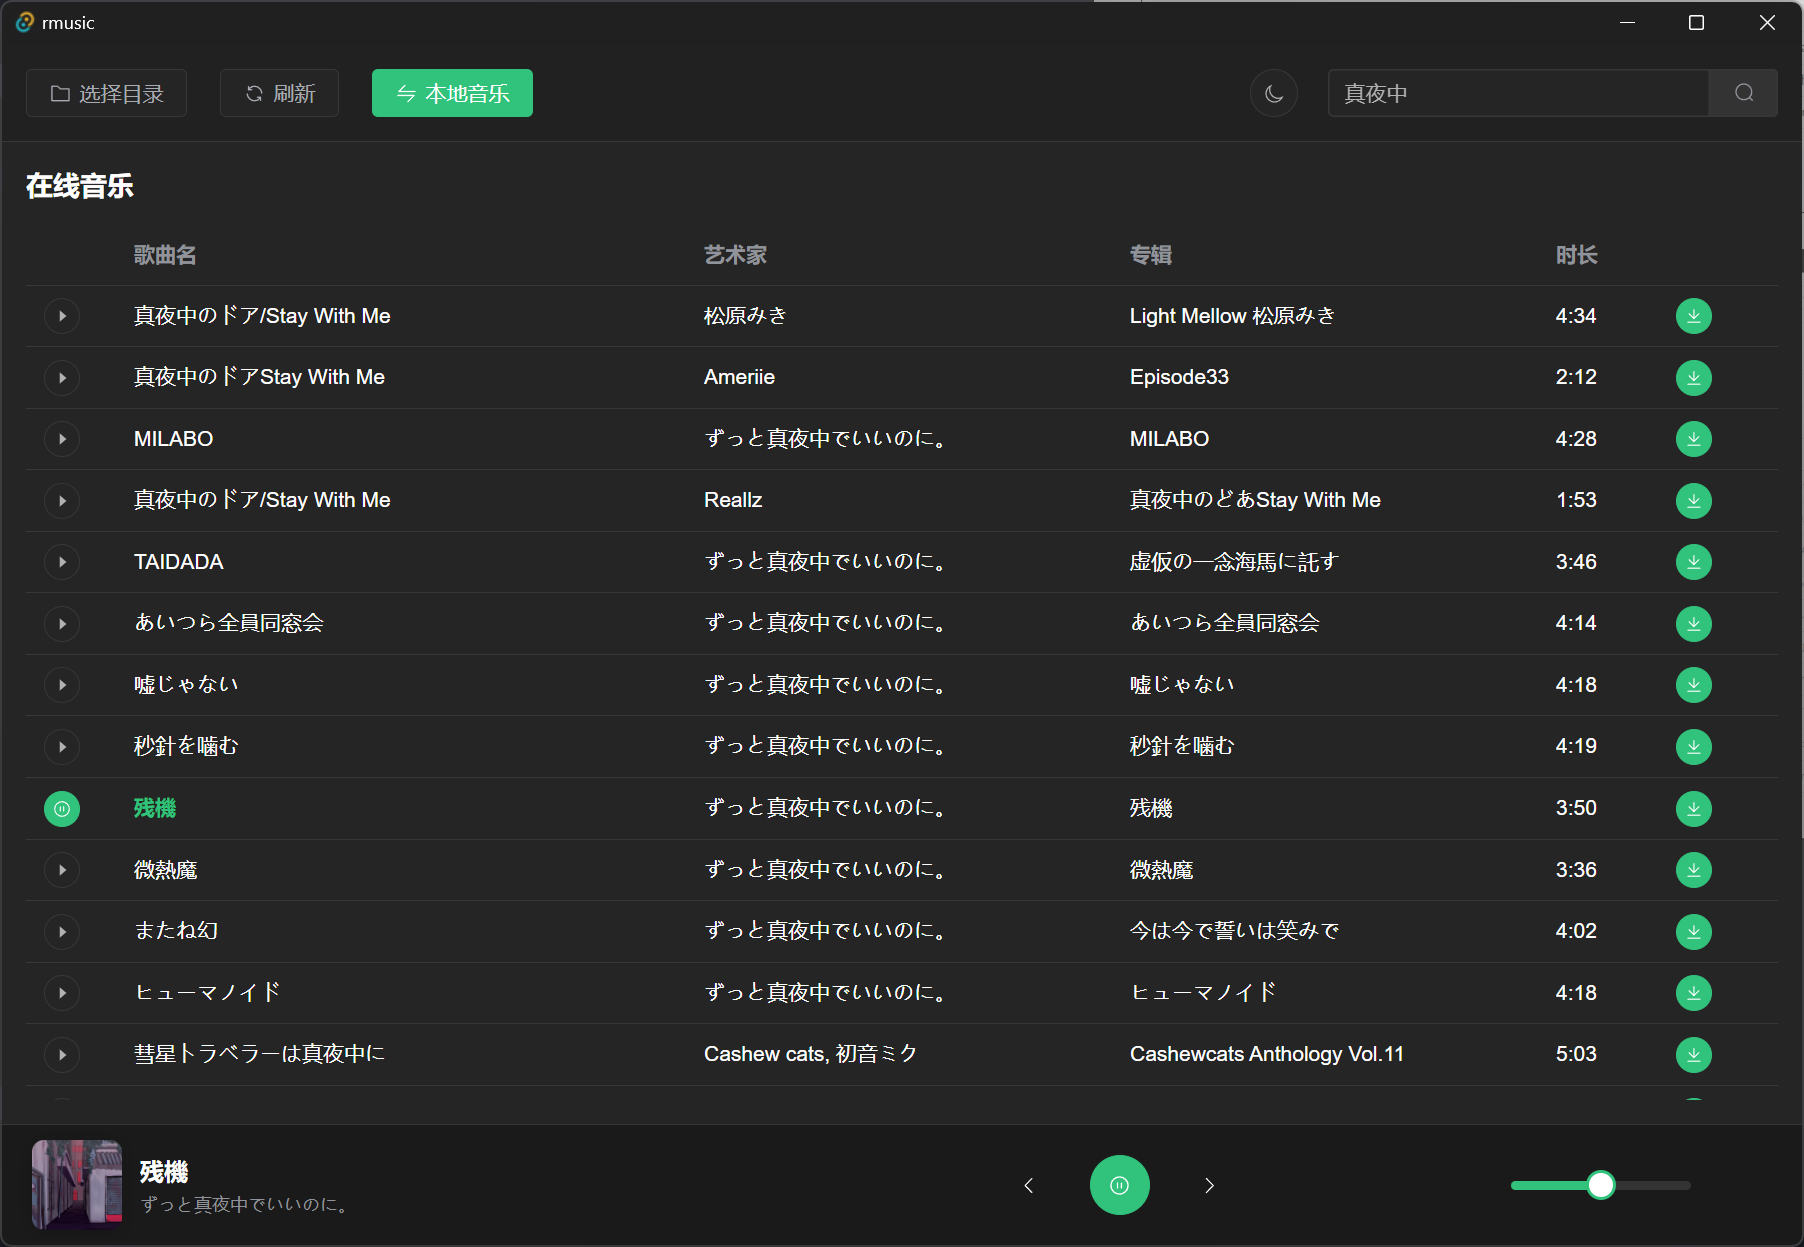 rmusic
选择目录 刷新 本地音乐 真夜中
在线音乐
歌曲名 艺术家 专辑 时长
真夜中のドア/Stay With Me 松原みき Light Mellow 松原みき 4:34
真夜中のドアStay With Me Ameriie Episode33 2:12
MILABO ずっと真夜中でいいのに。 MILABO 4:28
真夜中のドア/Stay With Me Reallz 真夜中のどあStay With Me 1:53
TAIDADA ずっと真夜中でいいのに。 虚仮の一念海馬に託す 3:46
あいつら全員同窓会 ずっと真夜中でいいのに。 あいつら全員同窓会 4:14
嘘じゃない ずっと真夜中でいいのに。 嘘じゃない 4:18
秒針を噛む ずっと真夜中でいいのに。 秒針を噛む 4:19
残機 ずっと真夜中でいいのに。 残機 3:50
微熱魔 ずっと真夜中でいいのに。 微熱魔 3:36
またね幻 ずっと真夜中でいいのに。 今は今で誓いは笑みで 4:02
ヒューマノイド ずっと真夜中でいいのに。 ヒューマノイド 4:18
彗星トラベラーは真夜中に Cashew cats, 初音ミク Cashewcats Anthology Vol.11 5:03
残機
ずっと真夜中でいいのに。